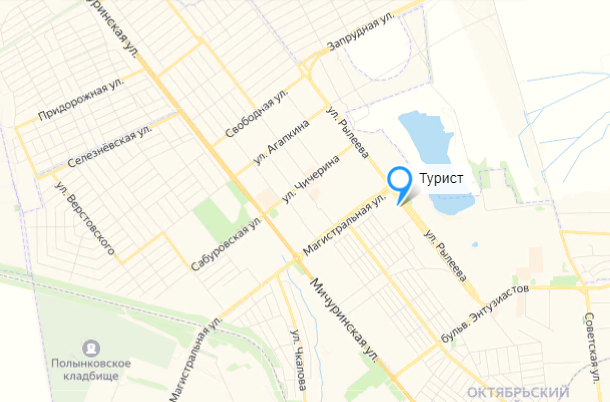 Запрудная ул.
чуринская ул.
Придорожная ул.
Свободная ул.
ул. Рылеева
ул. Агапкина
Селезнёвская ул.
ул. Чичерина
Турист
ул. Верстовского
Сабуровская ул.
Магистральная ул.
ул. Рылеева
Мичуринская ул.
бульв. Энтузиастов
Магистральная ул.
ул. Чкалова
Советская ул.
Полынковское
кладбище
ОКТЯБРЬСКИЙ